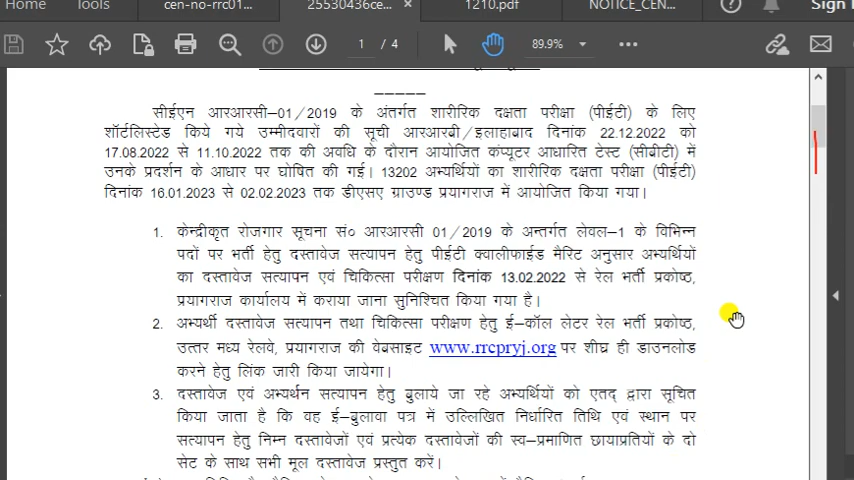 Home Tools cen-no-rrc01... 25530436ce... × 1210.pdf NOTICE_CEN... Sign
1 / 4 89.9%
सीईएन आरआरसी–01/2019 के अंतर्गत शारीरिक दक्षता परीक्षा (पीईटी) के लिए
शॉर्टलिस्टेड किये गये उम्मीदवारों की सूची आरआरबी/इलाहाबाद दिनांक 22.12.2022 को
17.08.2022 से 11.10.2022 तक की अवधि के दौरान आयोजित कंप्यूटर आधारित टेस्ट (सीबीटी) में
उनके प्रदर्शन के आधार पर घोषित की गई। 13202 अभ्यर्थियों का शारीरिक दक्षता परीक्षा (पीईटी)
दिनांक 16.01.2023 से 02.02.2023 तक डीएसए ग्राउण्ड प्रयागराज में आयोजित किया गया।
1. केन्द्रीकृत रोजगार सूचना सं० आरआरसी 01/2019 के अन्तर्गत लेवल–1 के विभिन्न
पदों पर भर्ती हेतु दस्तावेज सत्यापन हेतु पीईटी क्वालीफाईड मैरिट अनुसार अभ्यर्थियों
का दस्तावेज सत्यापन एवं चिकित्सा परीक्षण दिनांक 13.02.2022 से रेल भर्ती प्रकोष्ठ,
प्रयागराज कार्यालय में कराया जाना सुनिश्चित किया गया है।
2. अभ्यर्थी दस्तावेज सत्यापन तथा चिकित्सा परीक्षण हेतु ई–कॉल लेटर रेल भर्ती प्रकोष्ठ,
उत्तर मध्य रेलवे, प्रयागराज की वेबसाइट www.rrcpryj.org पर शीघ्र ही डाउनलोड
करने हेतु लिंक जारी किया जायेगा।
3. दस्तावेज एवं अभ्यर्थन सत्यापन हेतु बुलाये जा रहे अभ्यर्थियों को एतद् द्वारा सूचित
किया जाता है कि वह ई–बुलावा पत्र में उल्लिखित निर्धारित तिथि एवं स्थान पर
सत्यापन हेतु निम्न दस्तावेजों एवं प्रत्येक दस्तावेजों की स्व–प्रमाणित छायाप्रतियों के दो
सेट के साथ सभी मूल दस्तावेज प्रस्तुत करें।